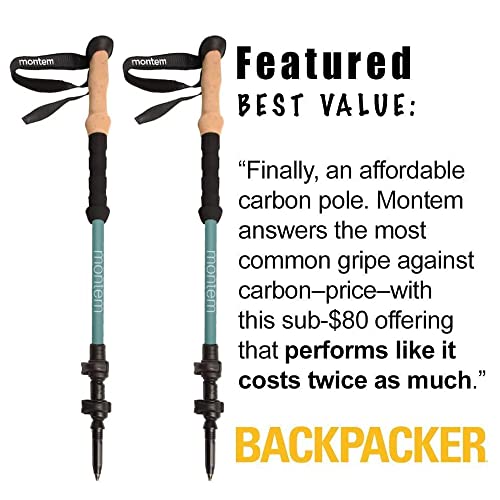 montem
montem
montem
montem
Featured
BEST VALUE:
“Finally, an affordable
carbon pole. Montem
answers the most
common gripe against
carbon–price–with
this sub-$80 offering
that performs like it
costs twice as much.”
BACKPACKER